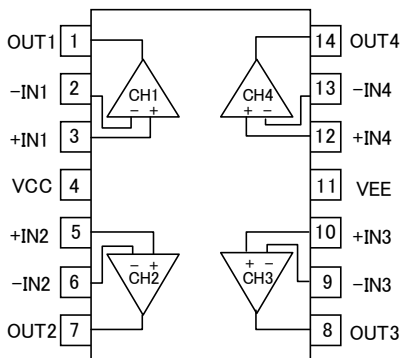 OUT1 1 14 OUT4
-IN1 2 13 -IN4
CH1 CH4
- + + -
+IN1 3 12 +IN4
VCC 4 11 VEE
+IN2 5 10 +IN3
- + + -
CH2 CH3
-IN2 6 9 -IN3
OUT2 7 8 OUT3